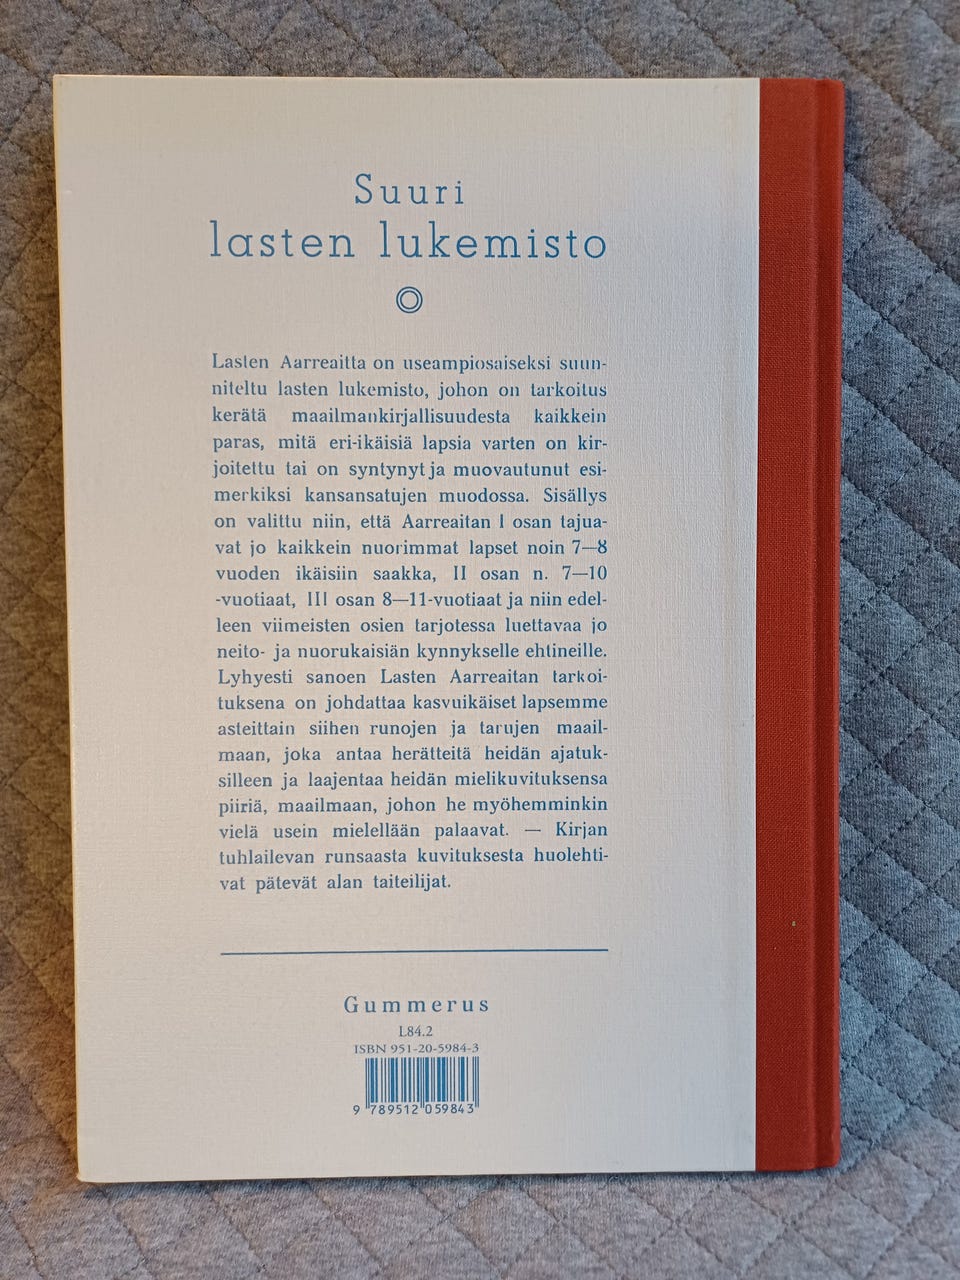 Suuri
lasten lukemisto
Lasten Aarreaitta on useampiosaiseksi suun-
niteltu lasten lukemisto, johon on tarkoitus
kerätä maailmankirjallisuudesta kaikkein
paras, mitä eri-ikäisiä lapsia varten on kir-
joitettu tai on syntynyt ja muovautunut esi-
merkiksi kansansatujen muodossa. Sisällys
on valittu niin, että Aarreaitan I osan tajua-
vat jo kaikkein nuorimmat lapset noin 7—8
vuoden ikäisiin saakka, II osan n. 7—10
-vuotiaat, III osan 8—11-vuotiaat ja niin edel-
leen viimeisten osien tarjotessa luettavaa jo
neito- ja nuorukaisiän kynnykselle ehtineille.
Lyhyesti sanoen Lasten Aarreaitan tarkoi-
tuksena on johdattaa kasvuikäiset lapsemme
asteittain siihen runojen ja tarujen maail-
maan, joka antaa herätteitä heidän ajatuk-
silleen ja laajentaa heidän mielikuvituksensa
piiriä, maailmaan, johon he myöhemminkin
vielä usein mielellään palaavat. — Kirjan
tuhlailevan runsaasta kuvituksesta huolehti-
vat pätevät alan taiteilijat.
Gummerus
L84.2
ISBN 951-20-5984-3
9 789512 059843